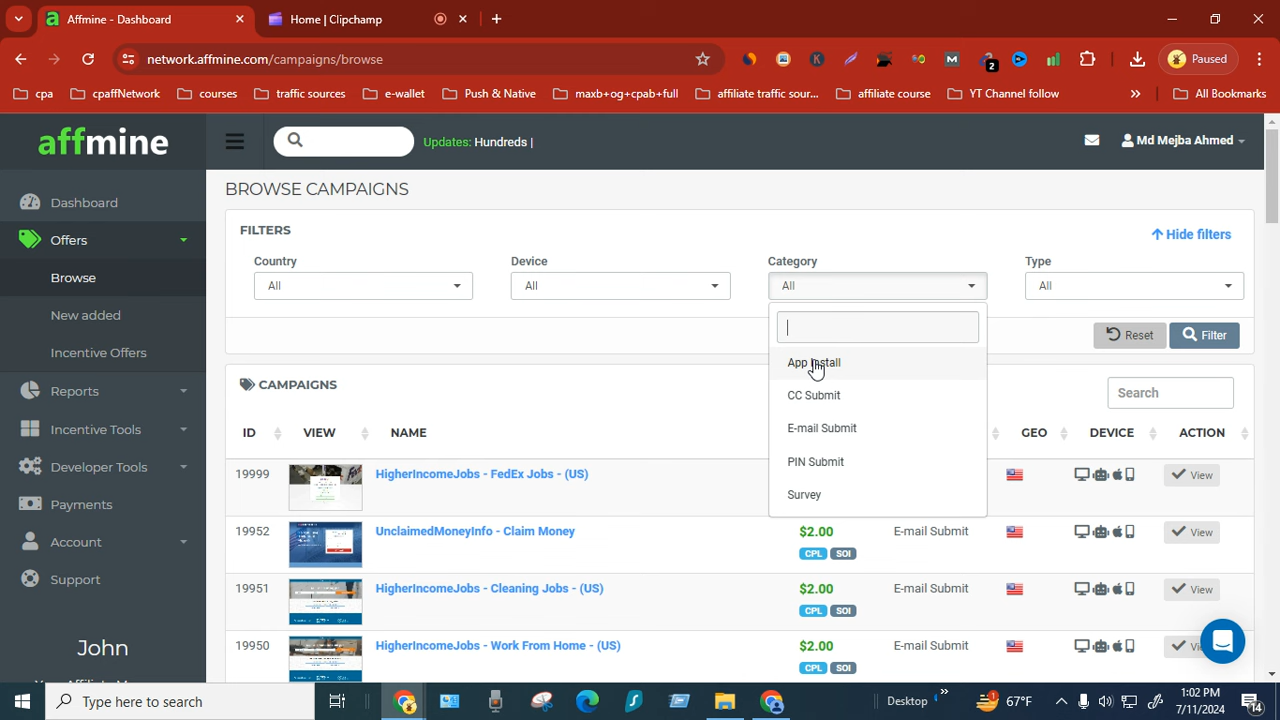 Affmine - Dashboard
Home | Clipchamp
network.affmine.com/campaigns/browse
2
Paused
cpa
cpaffNetwork
courses
traffic sources
e-wallet
Push & Native
maxb+og+cpab+full
affiliate traffic sour...
affiliate course
YT Channel follow
All Bookmarks
affmine
Updates: Hundreds |
Md Mejba Ahmed
Dashboard
Offers
Browse
New added
Incentive Offers
Reports
Incentive Tools
Developer Tools
Payments
Account
Support
John
BROWSE CAMPAIGNS
FILTERS
Hide filters
Country
Device
Category
Type
All
All
All
All
Reset
Filter
App Install
CC Submit
E-mail Submit
PIN Submit
Survey
CAMPAIGNS
Search
ID
VIEW
NAME
GEO
DEVICE
ACTION
19999
HigherIncomeJobs - FedEx Jobs - (US)
View
19952
UnclaimedMoneyInfo - Claim Money
$2.00
CPL SOI
E-mail Submit
View
19951
HigherIncomeJobs - Cleaning Jobs - (US)
$2.00
CPL SOI
E-mail Submit
View
19950
HigherIncomeJobs - Work From Home - (US)
$2.00
CPL SOI
E-mail Submit
Type here to search
Desktop
67°F
1:02 PM
7/11/2024
14